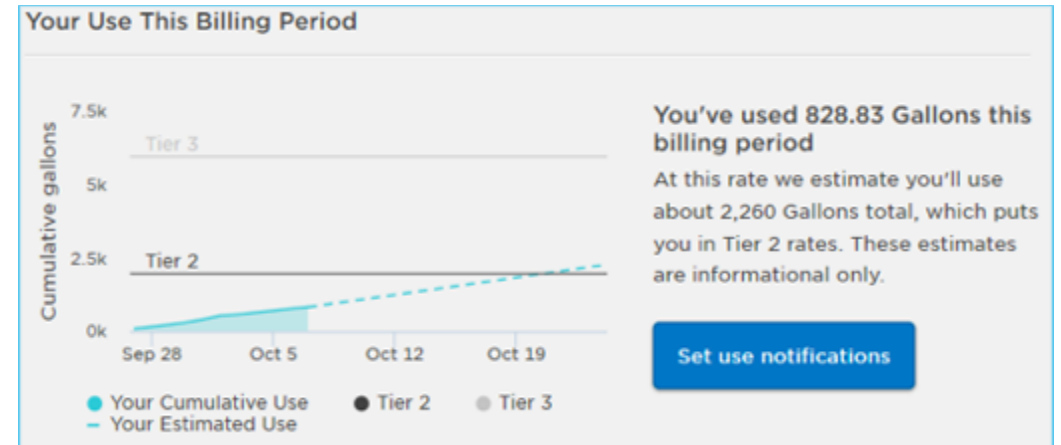 Your Use This Billing Period
Cumulative gallons
7.5k
Tier 3
5k
2.5k
Tier 2
0k
Sep 28 Oct 5 Oct 12 Oct 19
Your Cumulative Use Tier 2 Tier 3
Your Estimated Use
You've used 828.83 Gallons this
billing period
At this rate we estimate you'll use
about 2,260 Gallons total, which puts
you in Tier 2 rates. These estimates
are informational only.
Set use notifications